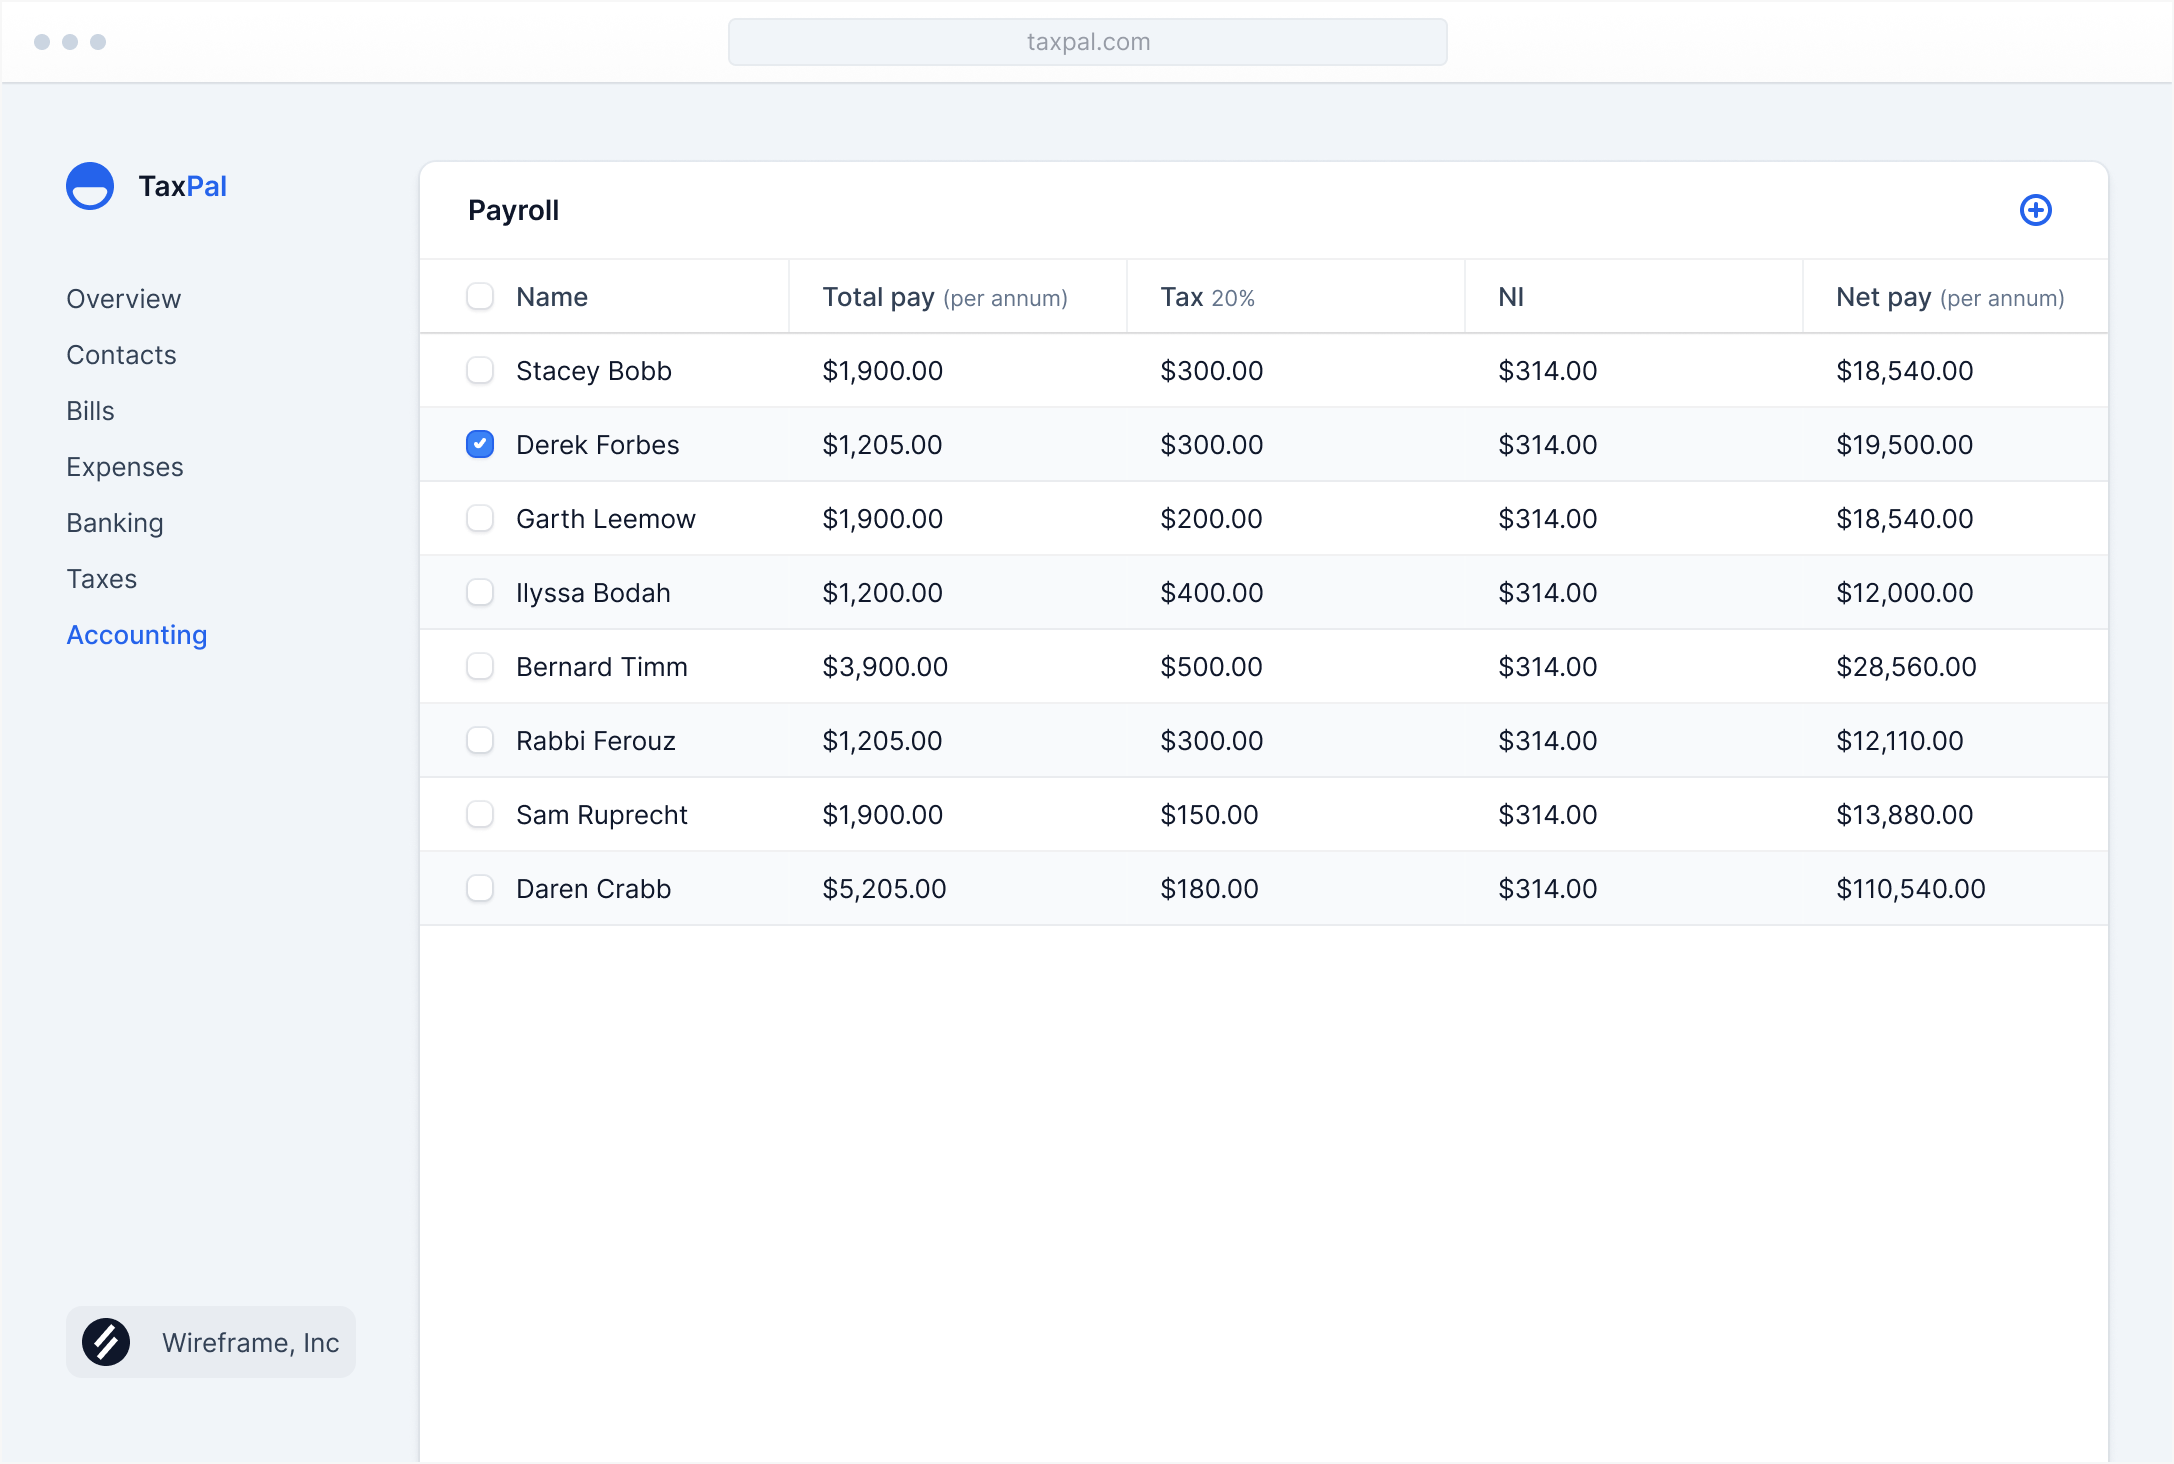 taxpal.com
TaxPal
Overview
Contacts
Bills
Expenses
Banking
Taxes
Accounting
Wireframe, Inc
Payroll
Name Total pay (per annum) Tax 20% NI Net pay (per annum)
Stacey Bobb $1,900.00 $300.00 $314.00 $18,540.00
Derek Forbes $1,205.00 $300.00 $314.00 $19,500.00
Garth Leemow $1,900.00 $200.00 $314.00 $18,540.00
Ilyssa Bodah $1,200.00 $400.00 $314.00 $12,000.00
Bernard Timm $3,900.00 $500.00 $314.00 $28,560.00
Rabbi Ferouz $1,205.00 $300.00 $314.00 $12,110.00
Sam Ruprecht $1,900.00 $150.00 $314.00 $13,880.00
Daren Crabb $5,205.00 $180.00 $314.00 $110,540.00